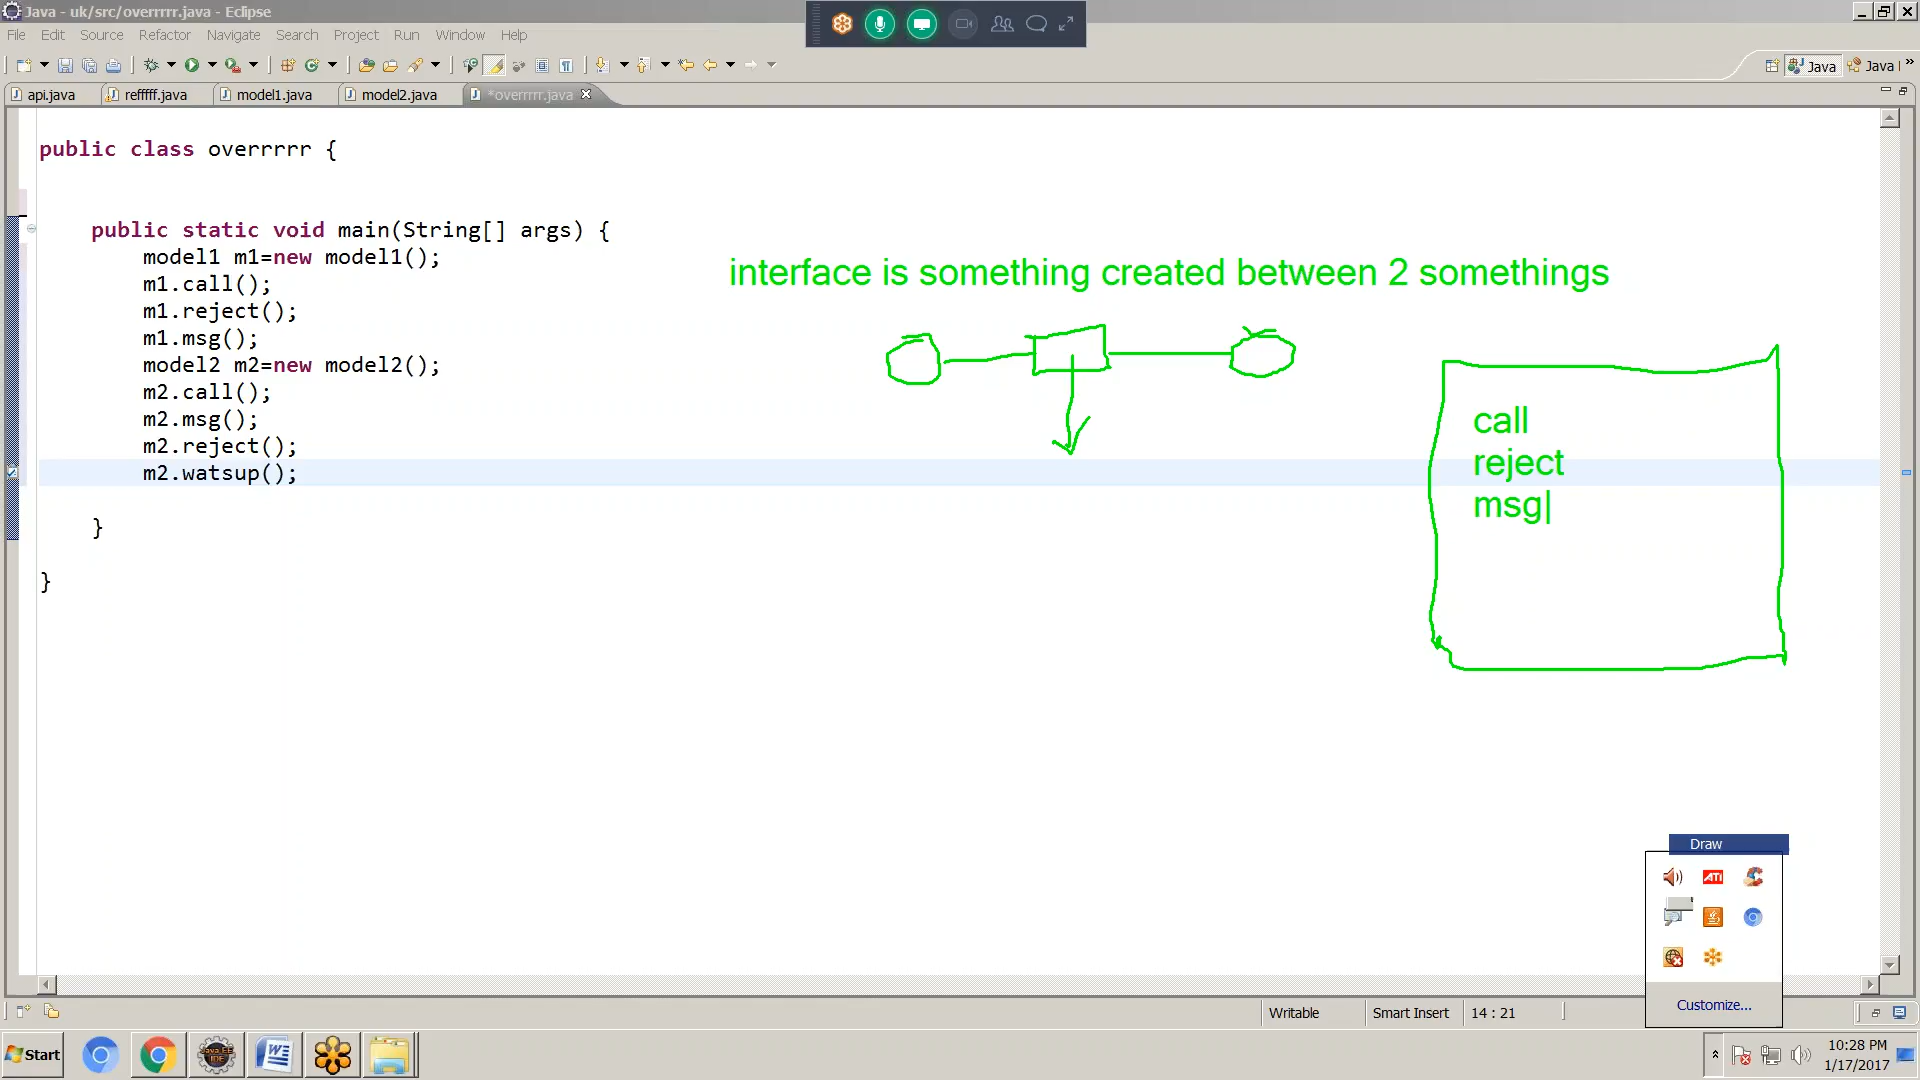 Java - uk/src/overrrrr.java - Eclipse
File Edit Source Refactor Navigate Search Project Run Window Help
Java Java
api.java refffff.java model1.java model2.java *overrrrr.java
public class overrrrr {
public static void main(String[] args) {
model1 m1=new model1();
m1.call();
m1.reject();
m1.msg();
model2 m2=new model2();
m2.call();
m2.msg();
m2.reject();
m2.watsup();
}
}
interface is something created between 2 somethings
call
reject
msg
Draw
ATI
Customize...
Writable Smart Insert 14 : 21
Start
10:28 PM
1/17/2017